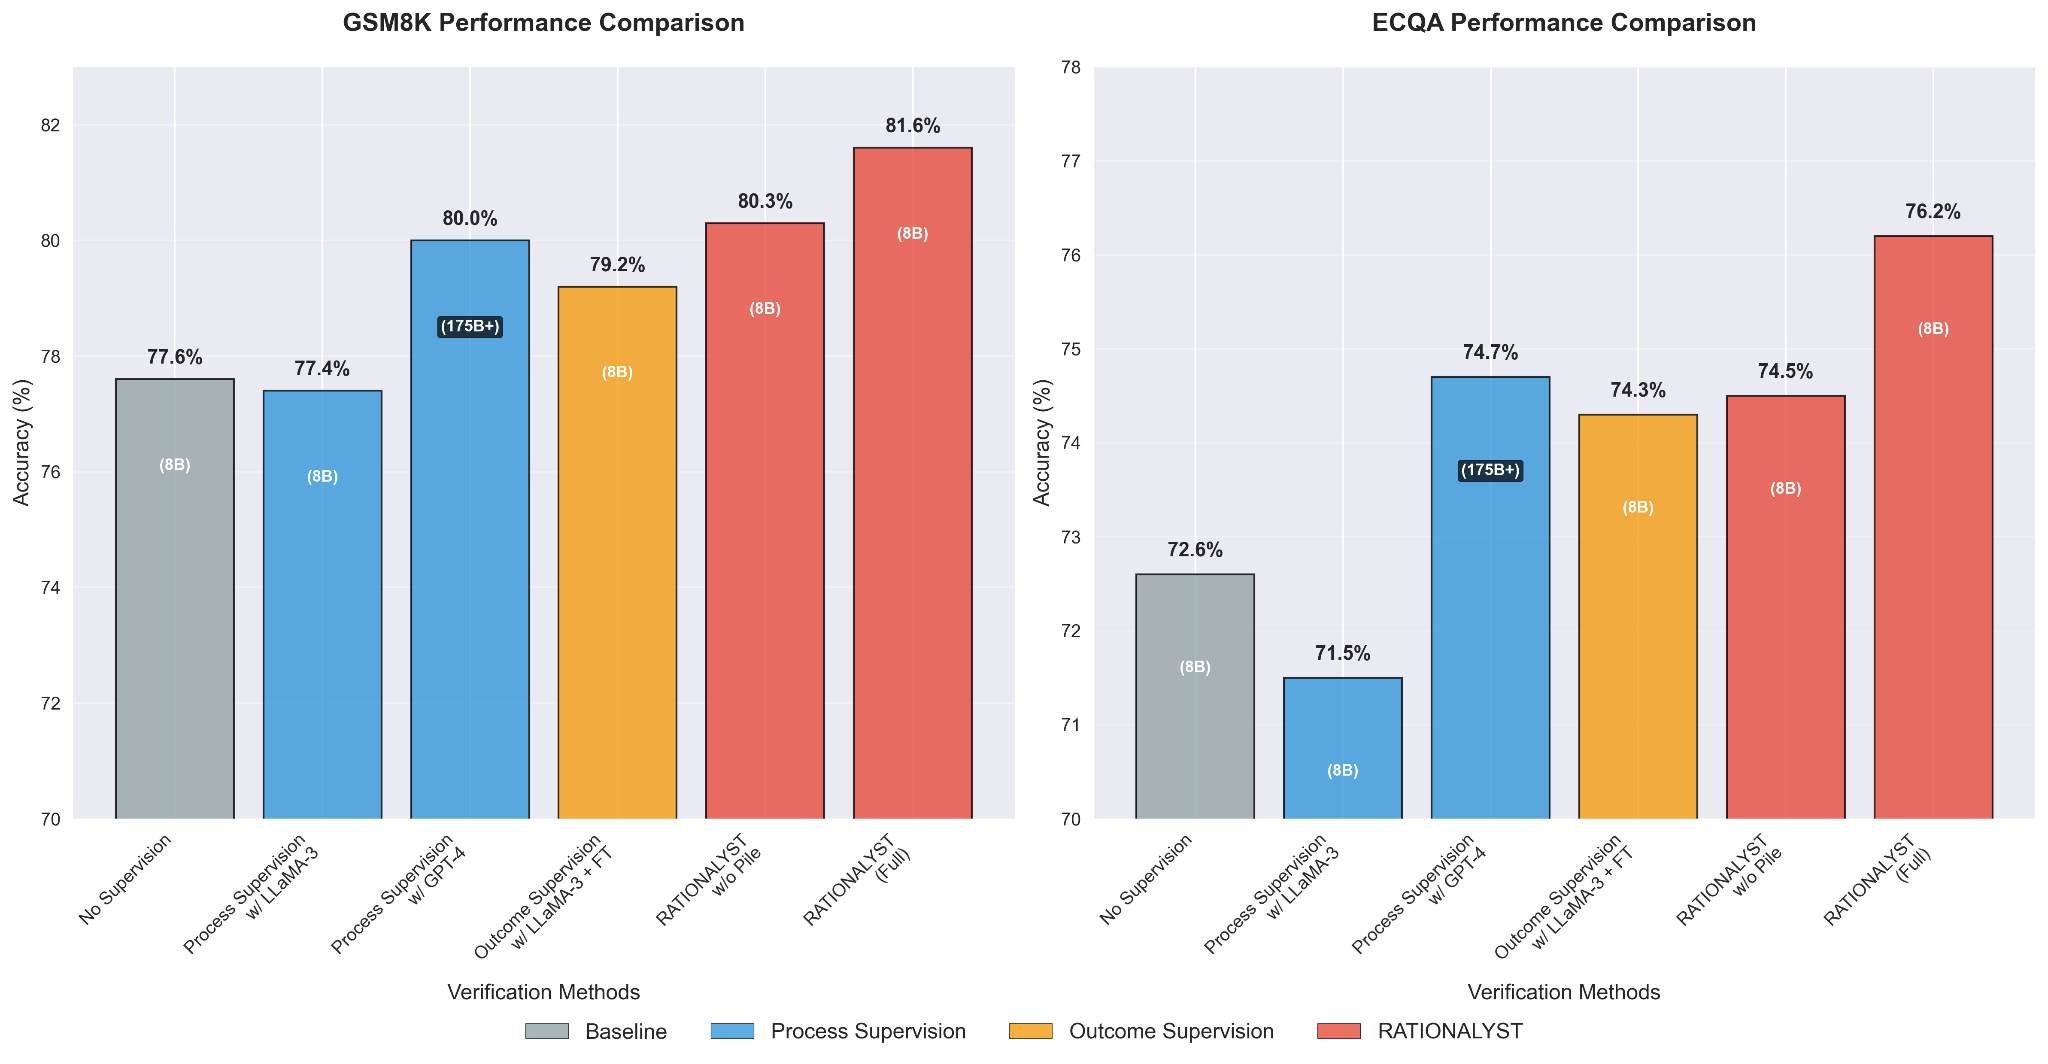 GSM8K Performance Comparison
82
80
78
76
74
72
70
Accuracy (%)
77.6%
(8B)
77.4%
(8B)
80.0%
(175B+)
79.2%
(8B)
80.3%
(8B)
81.6%
(8B)
No Supervision
Process Supervision
w/ LLaMA-3
Process Supervision
w/ GPT-4
Outcome Supervision
w/ LLaMA-3 + FT
RATIONALYST
w/o Pile
RATIONALYST
(Full)
Verification Methods
ECQA Performance Comparison
78
77
76
75
74
73
72
71
70
Accuracy (%)
72.6%
(8B)
71.5%
(8B)
74.7%
(175B+)
74.3%
(8B)
74.5%
(8B)
76.2%
(8B)
No Supervision
Process Supervision
w/ LLaMA-3
Process Supervision
w/ GPT-4
Outcome Supervision
w/ LLaMA-3 + FT
RATIONALYST
w/o Pile
RATIONALYST
(Full)
Verification Methods
Baseline
Process Supervision
Outcome Supervision
RATIONALYST